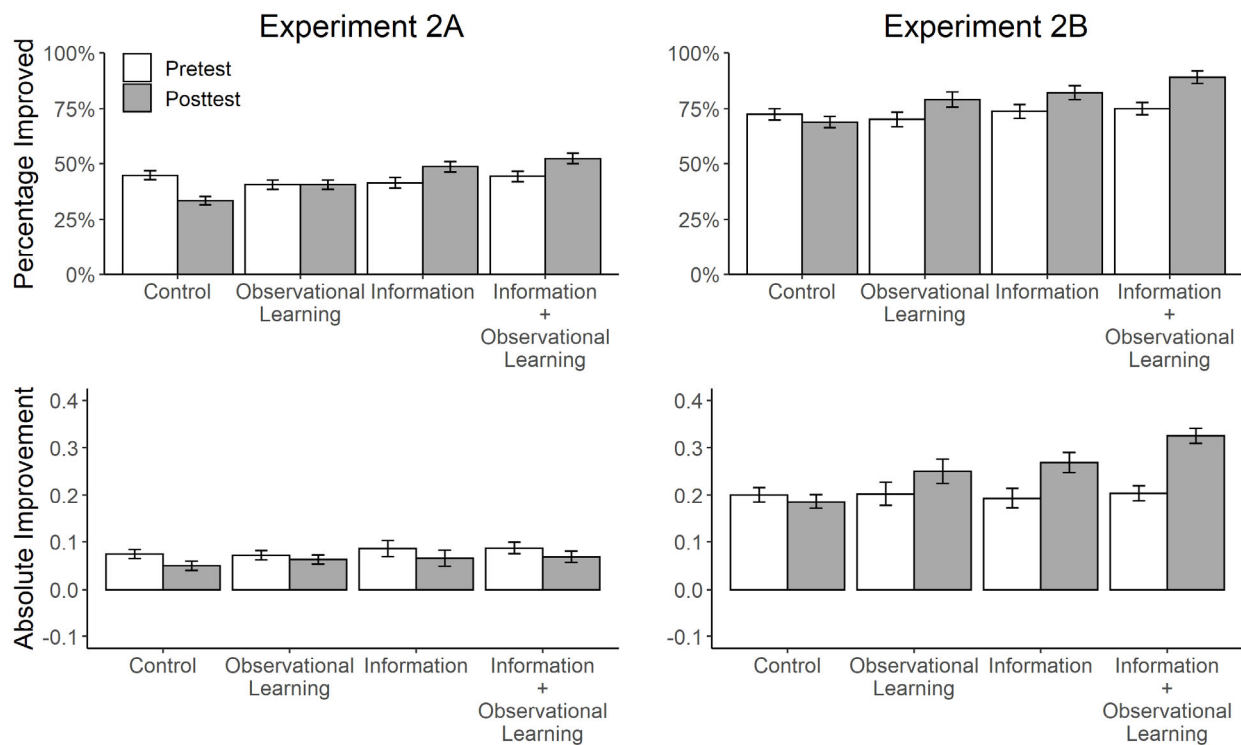 Experiment 2A
Experiment 2B
Percentage Improved
100%
75%
50%
25%
0%
Pretest
Posttest
Control
Observational
Learning
Information
Information
+
Observational
Learning
100%
75%
50%
25%
0%
Control
Observational
Learning
Information
Information
+
Observational
Learning
Absolute Improvement
0.4
0.3
0.2
0.1
0.0
-0.1
Control
Observational
Learning
Information
Information
+
Observational
Learning
0.4
0.3
0.2
0.1
0.0
-0.1
Control
Observational
Learning
Information
Information
+
Observational
Learning